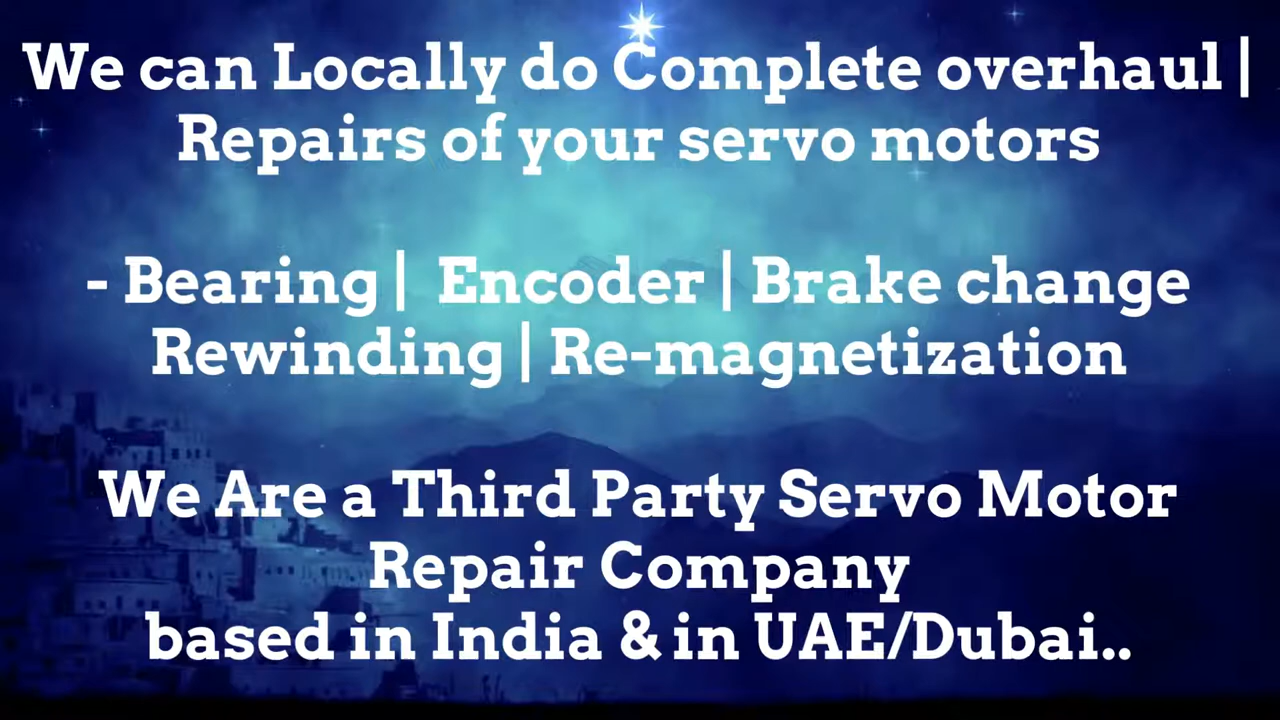 We can Locally do Complete overhaul |
Repairs of your servo motors
- Bearing | Encoder | Brake change
Rewinding | Re-magnetization
We Are a Third Party Servo Motor
Repair Company
based in India & in UAE/Dubai..